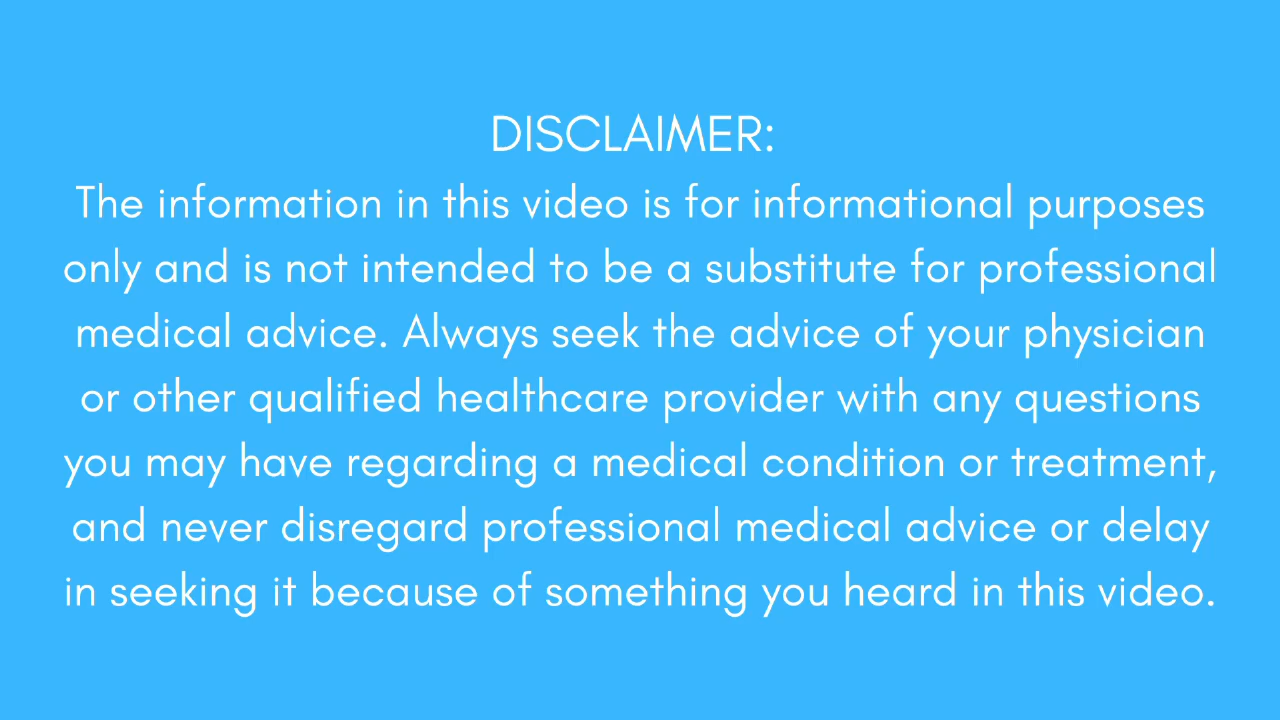 DISCLAIMER:
The information in this video is for informational purposes
only and is not intended to be a substitute for professional
medical advice. Always seek the advice of your physician
or other qualified healthcare provider with any questions
you may have regarding a medical condition or treatment,
and never disregard professional medical advice or delay
in seeking it because of something you heard in this video.